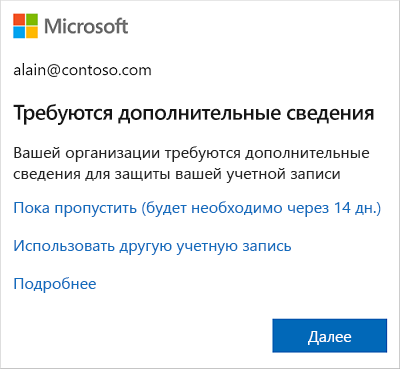 Microsoft
alain@contoso.com
Требуются дополнительные сведения
Вашей организации требуются дополнительные
сведения для защиты вашей учетной записи
Пока пропустить (будет необходимо через 14 дн.)
Использовать другую учетную запись
Подробнее
Далее